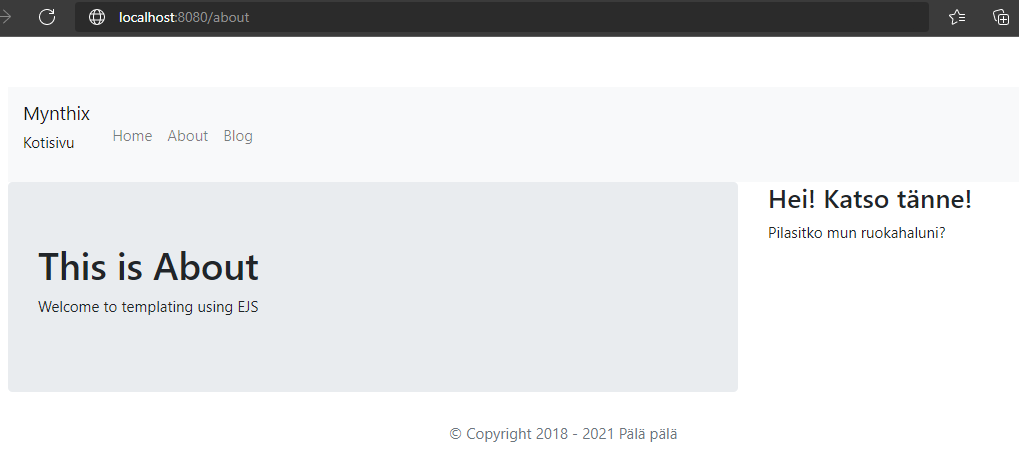 localhost:8080/about
Mynthix
Kotisivu
Home About Blog
This is About
Welcome to templating using EJS
Hei! Katso tänne!
Pilasitko mun ruokahaluni?
© Copyright 2018 - 2021 Pälä pälä